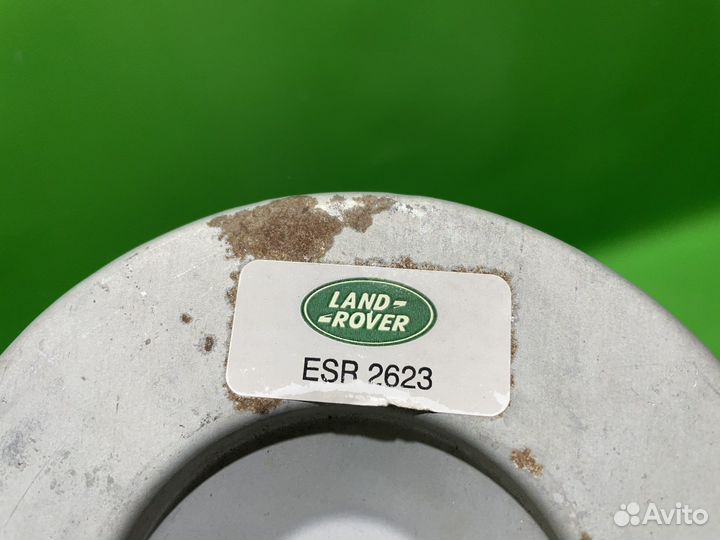 LAND-
ROVER
ESR 2623
Avito